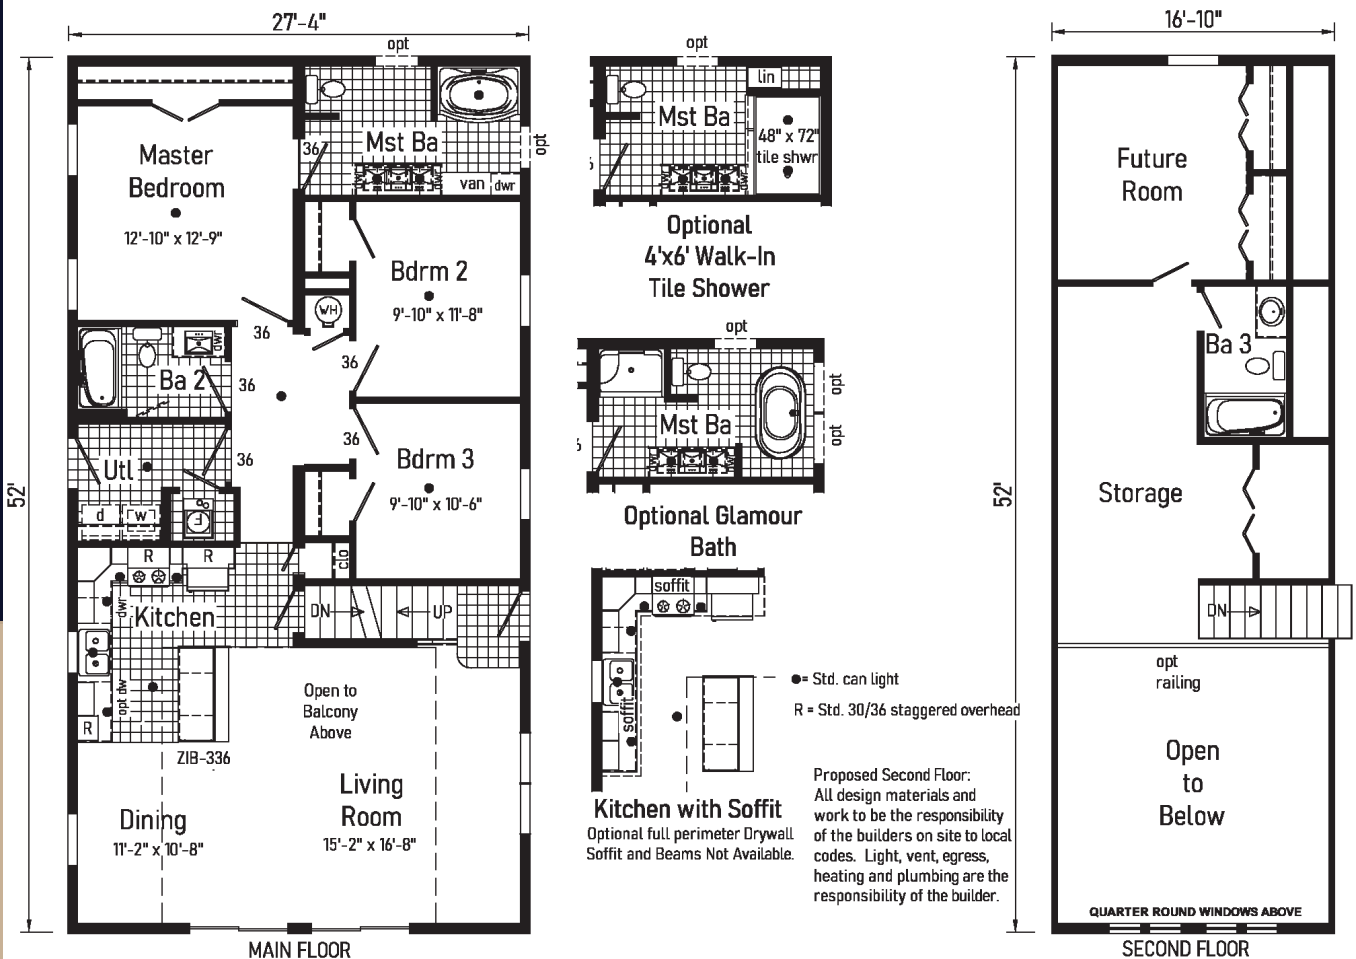 27'-4"
52'
opt
opt
Master
Bedroom
12'-10" x 12'-9"
36
Mst Ba
dwr
dwr
van
dwr
Bdrm 2
9'-10" x 11'-8"
WH
36
36
dwr
Ba 2
36
36
Bdrm 3
9'-10" x 10'-6"
Utl
36
d
w
R
R
clo
dwr
Kitchen
DN
UP
opt dw
R
ZIB-336
Open to
Balcony
Above
Living
Room
15'-2" x 16'-8"
Dining
11'-2" x 10'-8"
MAIN FLOOR
opt
lin
Mst Ba
48" x 72"
tile shwr
dwr
dwr
Optional
4'x6' Walk-In
Tile Shower
opt
opt
opt
Mst Ba
dwr
dwr
Optional Glamour
Bath
soffit
soffit
Kitchen with Soffit
Optional full perimeter Drywall
Soffit and Beams Not Available.
= Std. can light
R = Std. 30/36 staggered overhead
Proposed Second Floor:
All design materials and
work to be the responsibility
of the builders on site to local
codes. Light, vent, egress,
heating and plumbing are the
responsibility of the builder.
16'-10"
52'
Future
Room
Ba 3
Storage
DN
opt
railing
Open
to
Below
QUARTER ROUND WINDOWS ABOVE
SECOND FLOOR